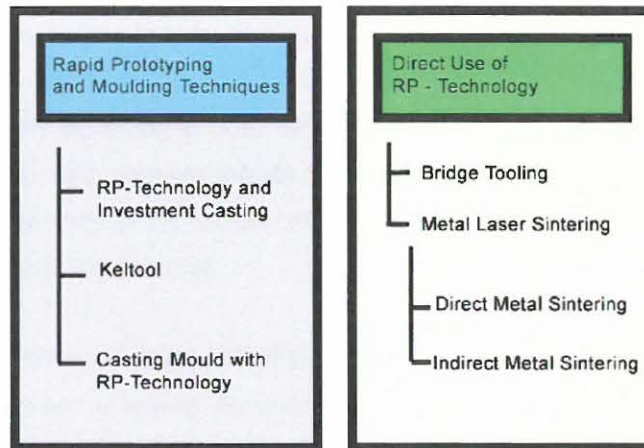 Rapid Prototyping
and Moulding Techniques
RP-Technology and
Investment Casting
Keltool
Casting Mould with
RP-Technology
Direct Use of
RP - Technology
Bridge Tooling
Metal Laser Sintering
Direct Metal Sintering
Indirect Metal Sintering